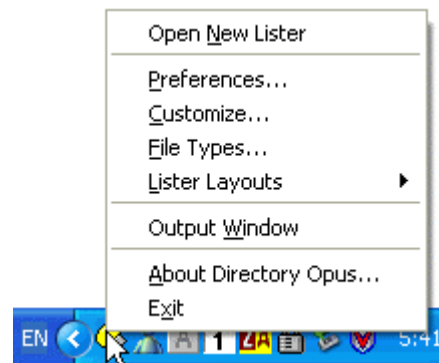 Open New Lister
Preferences...
Customize...
File Types...
Lister Layouts
Output Window
About Directory Opus...
Exit
EN A 1 ZA 5:41